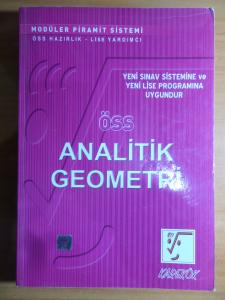 MODÜLER PİRAMİT SİSTEMİ
ÖSS HAZIRLIK - LİSE YARDIMCI
YENİ SINAV SİSTEMİNE ve
YENİ LİSE PROGRAMINA
UYGUNDUR
ÖSS
ANALİTİK
GEOMETRİ
KAREKÖK